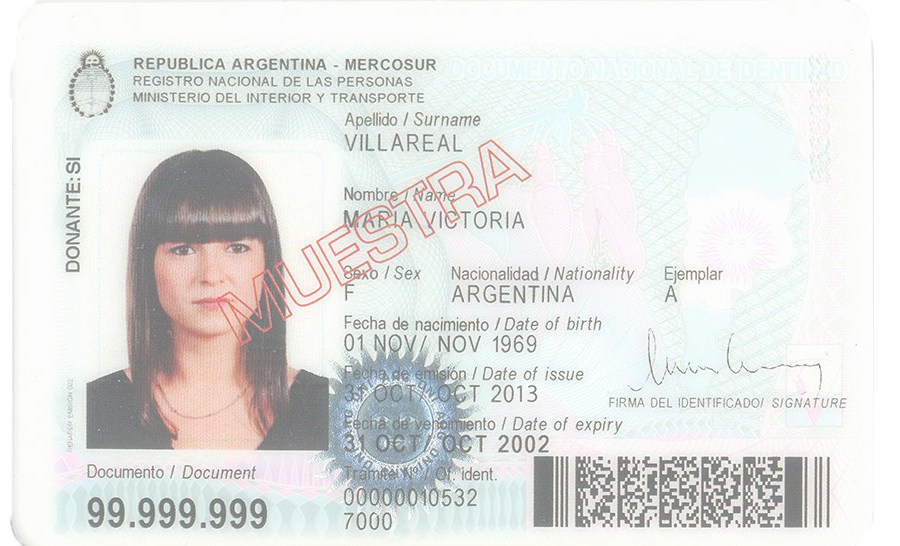 REPUBLICA ARGENTINA - MERCOSUR
REGISTRO NACIONAL DE LAS PERSONAS
MINISTERIO DEL INTERIOR Y TRANSPORTE
DOCUMENTO NACIONAL DE IDENTIDAD
Apellido / Surname
VILLAREAL
Nombre / Name
MARIA VICTORIA
MUESTRA
DONANTE: SI
Sexo / Sex Nacionalidad / Nationality Ejemplar
F ARGENTINA A
Fecha de nacimiento / Date of birth
01 NOV/ NOV 1969
Fecha de emisión / Date of issue
31 OCT/ OCT 2013
FIRMA DEL IDENTIFICADO/ SIGNATURE
Fecha de vencimiento / Date of expiry
31 OCT/ OCT 2002
Documento / Document
99.999.999
Tramite Nº / Of. ident.
00000010532
7000